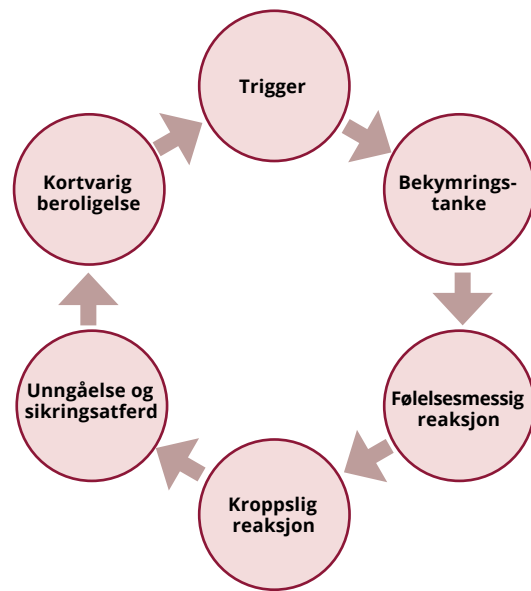 Trigger
Bekymrings-
tanke
Følelsesmessig
reaksjon
Kroppslig
reaksjon
Unngåelse og
sikringsatferd
Kortvarig
beroligelse